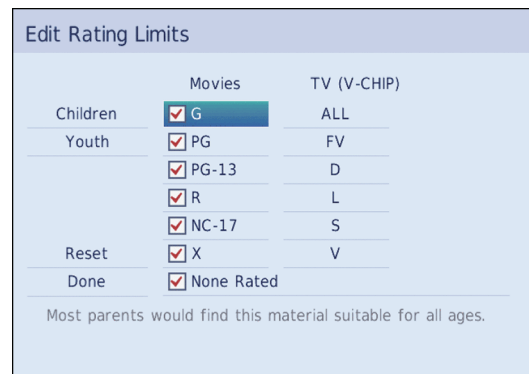 Edit Rating Limits
Movies TV (V-CHIP)
Children G ALL
Youth PG FV
PG-13 D
R L
NC-17 S
Reset X V
Done None Rated
Most parents would find this material suitable for all ages.